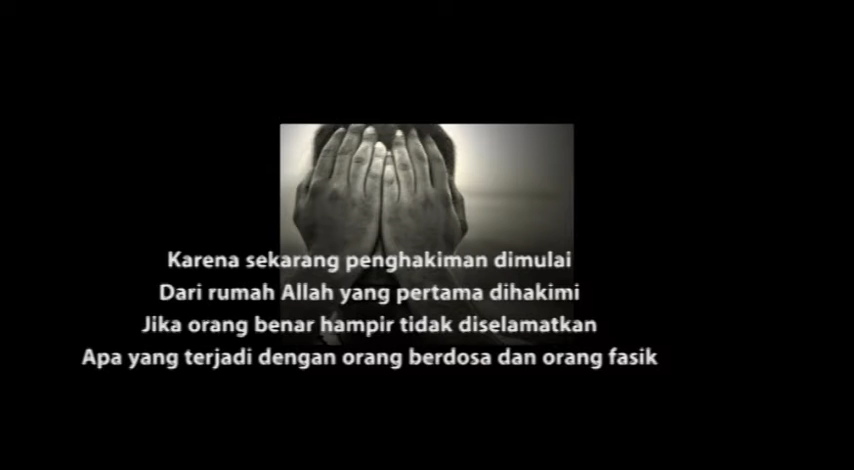 Karena sekarang penghakiman dimulai
Dari rumah Allah yang pertama dihakimi
Jika orang benar hampir tidak diselamatkan
Apa yang terjadi dengan orang berdosa dan orang fasik